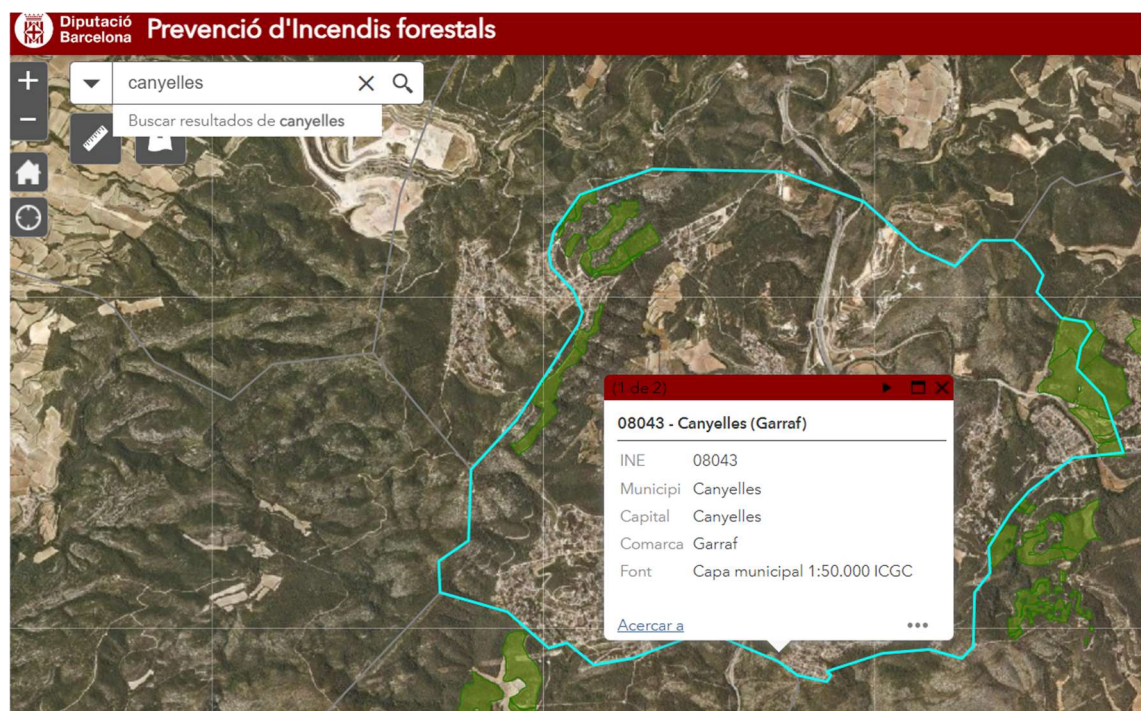 Diputació
Barcelona
Prevenció d'Incendis forestals
canyelles
Buscar resultados de canyelles
(1 de 2)
08043 - Canyelles (Garraf)
INE 08043
Municipi Canyelles
Capital Canyelles
Comarca Garraf
Font Capa municipal 1:50.000 ICGC
Acercar a